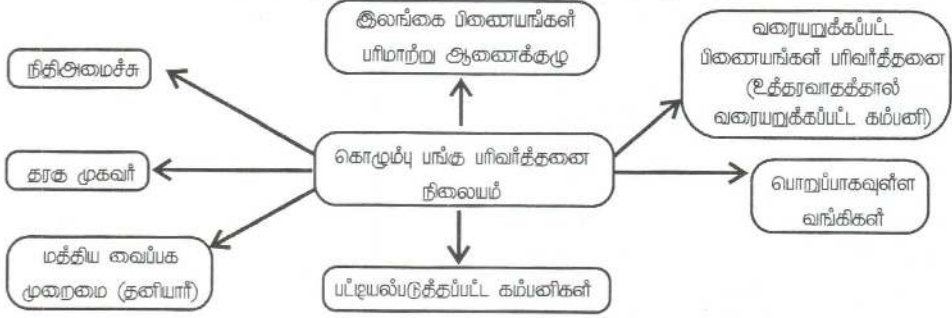 இலங்கை பிணையங்கள்
பரிமாற்று ஆணைக்குழு
வரையறுக்கப்பட்ட
பிணையங்கள் பரிவர்த்தனை
(உத்தரவாதத்தால்
வரையறுக்கப்பட்ட கம்பனி)
நிதிஅமைச்சு
கொழும்பு பங்கு பரிவர்த்தனை
நிலையம்
தரகு முகவர்
பொறுப்பாகவுள்ள
வங்கிகள்
மத்திய வைப்பக
முறைமை (தனியார்)
பட்டியல்படுத்தப்பட்ட கம்பனிகள்